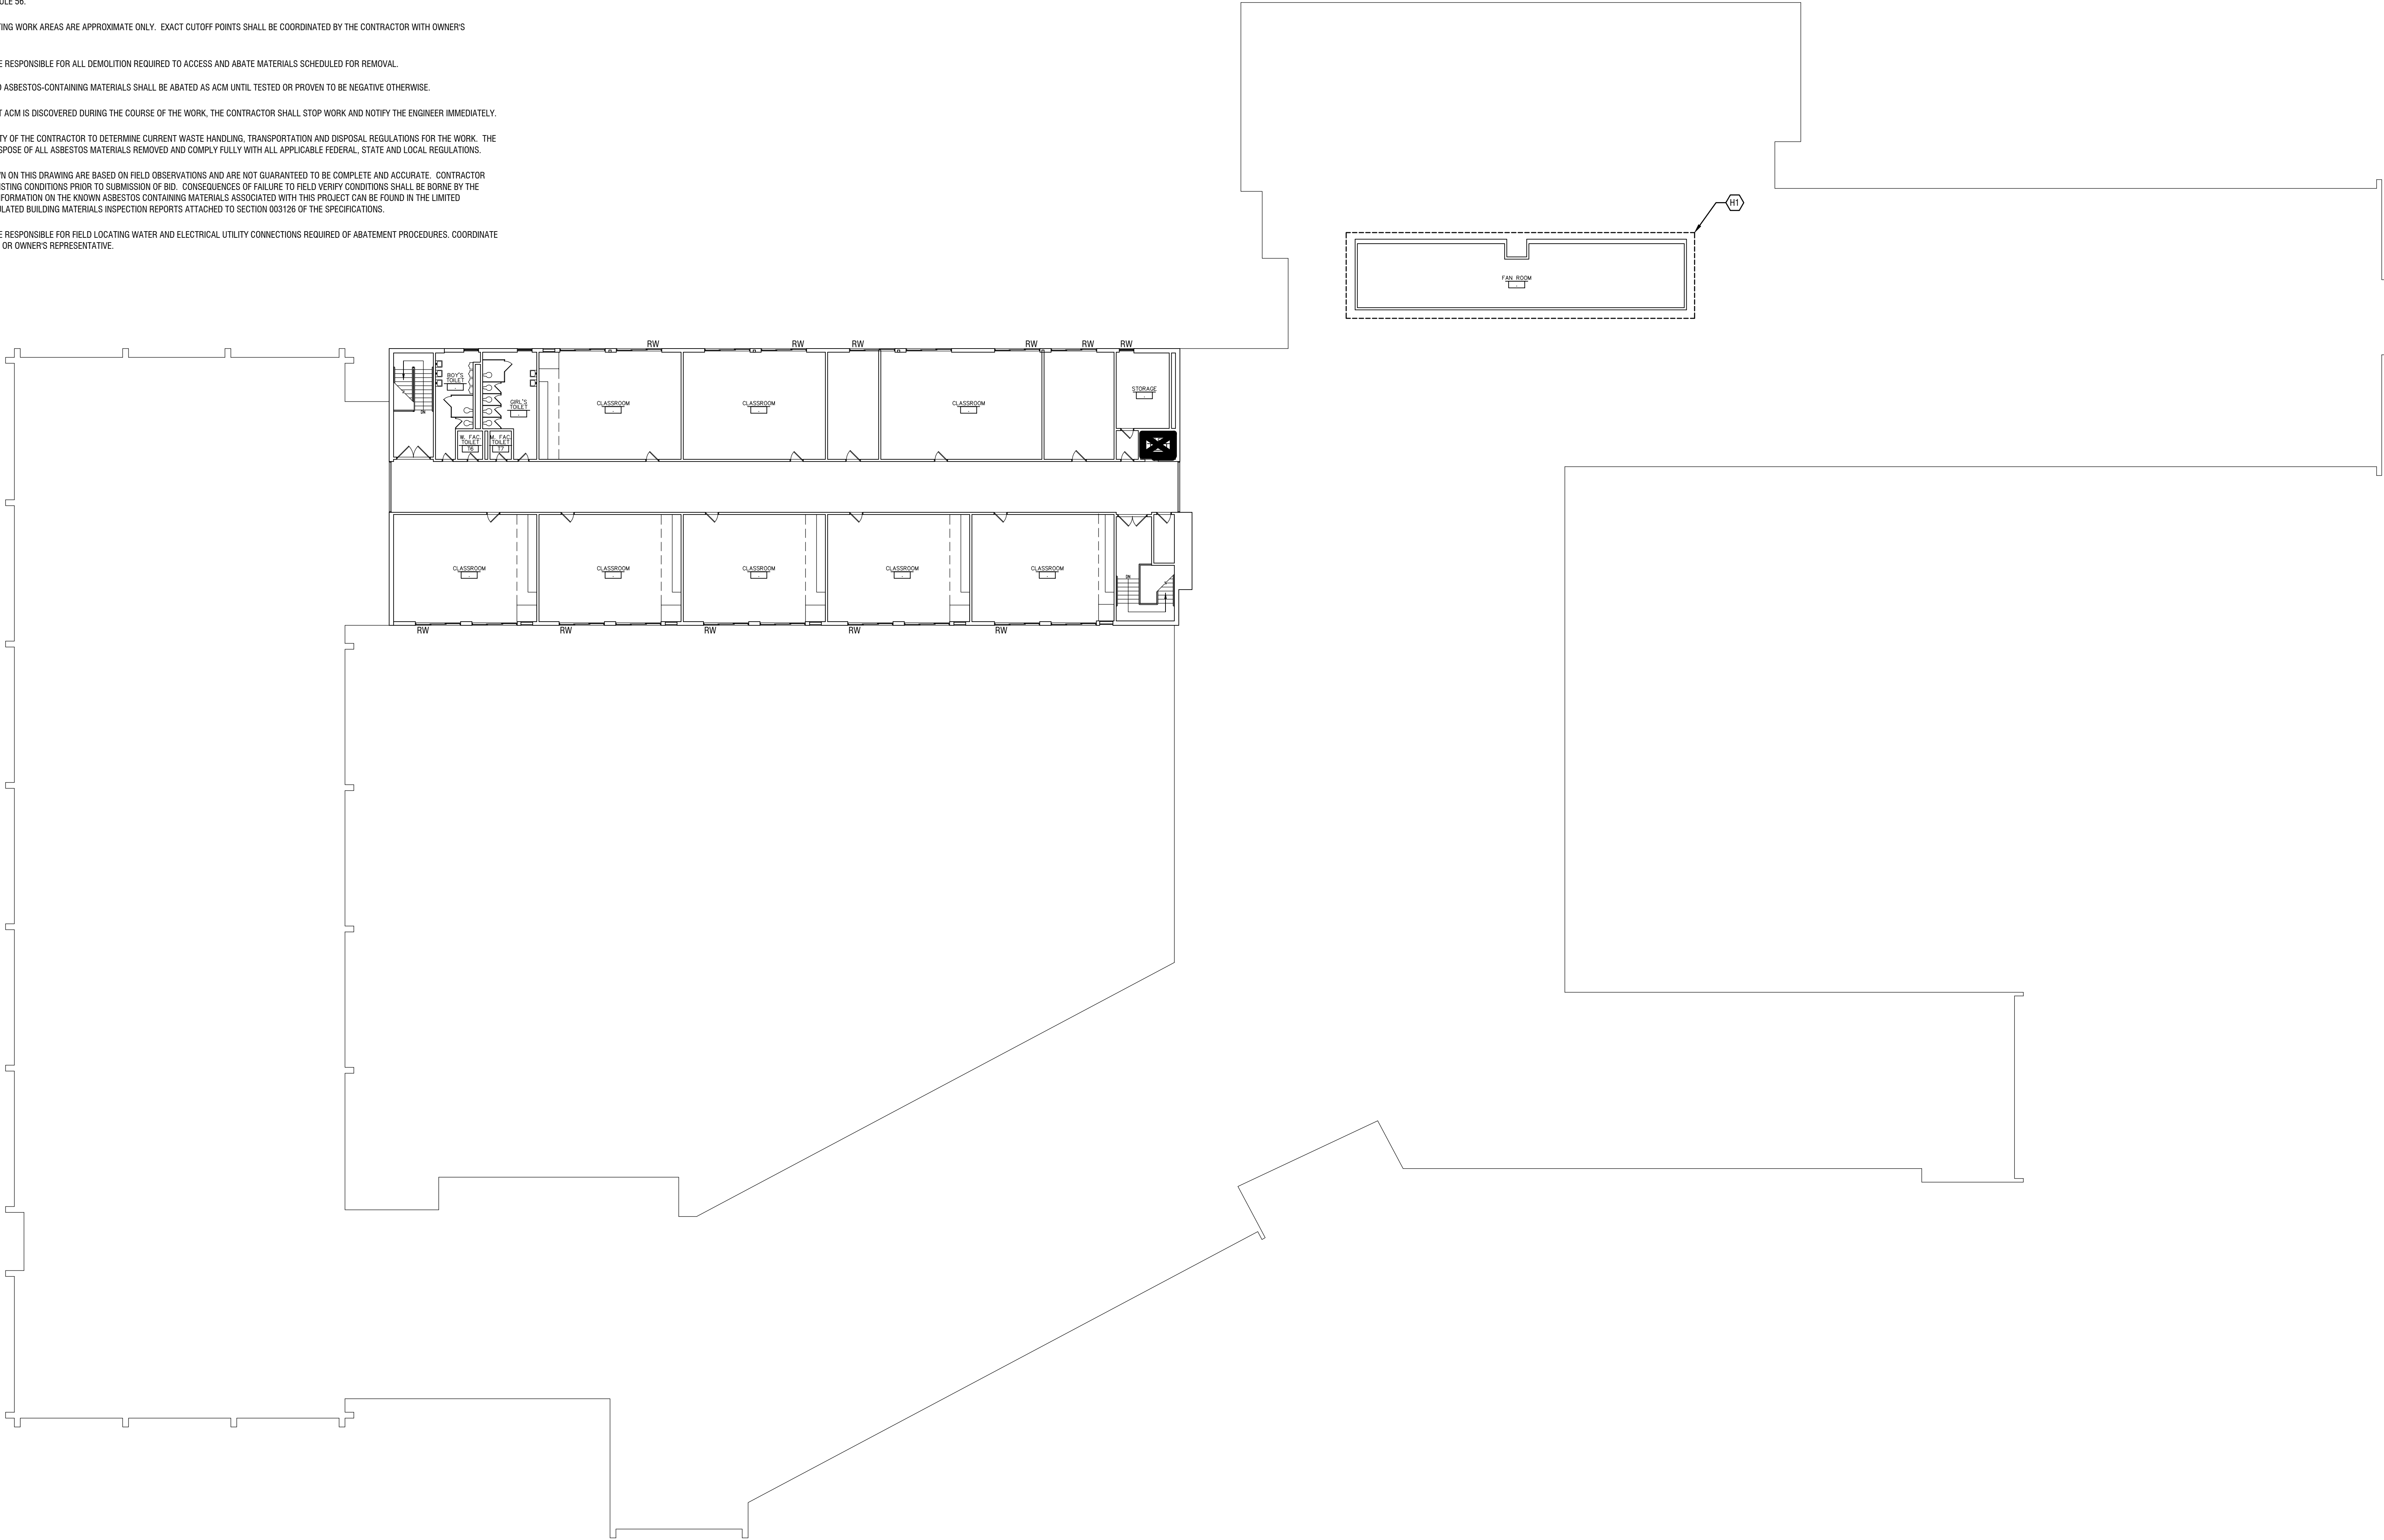 ULE 56.
TING WORK AREAS ARE APPROXIMATE ONLY. EXACT CUTOFF POINTS SHALL BE COORDINATED BY THE CONTRACTOR WITH OWNER'S
E RESPONSIBLE FOR ALL DEMOLITION REQUIRED TO ACCESS AND ABATE MATERIALS SCHEDULED FOR REMOVAL.
D ASBESTOS-CONTAINING MATERIALS SHALL BE ABATED AS ACM UNTIL TESTED OR PROVEN TO BE NEGATIVE OTHERWISE.
T ACM IS DISCOVERED DURING THE COURSE OF THE WORK, THE CONTRACTOR SHALL STOP WORK AND NOTIFY THE ENGINEER IMMEDIATELY.
TY OF THE CONTRACTOR TO DETERMINE CURRENT WASTE HANDLING, TRANSPORTATION AND DISPOSAL REGULATIONS FOR THE WORK. THE
SPOSE OF ALL ASBESTOS MATERIALS REMOVED AND COMPLY FULLY WITH ALL APPLICABLE FEDERAL, STATE AND LOCAL REGULATIONS.
N ON THIS DRAWING ARE BASED ON FIELD OBSERVATIONS AND ARE NOT GUARANTEED TO BE COMPLETE AND ACCURATE. CONTRACTOR
ISTING CONDITIONS PRIOR TO SUBMISSION OF BID. CONSEQUENCES OF FAILURE TO FIELD VERIFY CONDITIONS SHALL BE BORNE BY THE
FORMATION ON THE KNOWN ASBESTOS CONTAINING MATERIALS ASSOCIATED WITH THIS PROJECT CAN BE FOUND IN THE LIMITED
ULATED BUILDING MATERIALS INSPECTION REPORTS ATTACHED TO SECTION 003126 OF THE SPECIFICATIONS.
E RESPONSIBLE FOR FIELD LOCATING WATER AND ELECTRICAL UTILITY CONNECTIONS REQUIRED OF ABATEMENT PROCEDURES. COORDINATE
OR OWNER'S REPRESENTATIVE.
H1
FAN ROOM
RW RW RW RW RW RW
BOY'S
TOILET
GIRL'S
TOILET
CLASSROOM
CLASSROOM
CLASSROOM
STORAGE
DN
W. FAC.
TOILET
T6
M. FAC.
TOILET
T7
CLASSROOM
CLASSROOM
CLASSROOM
CLASSROOM
CLASSROOM
DN
RW RW RW RW RW